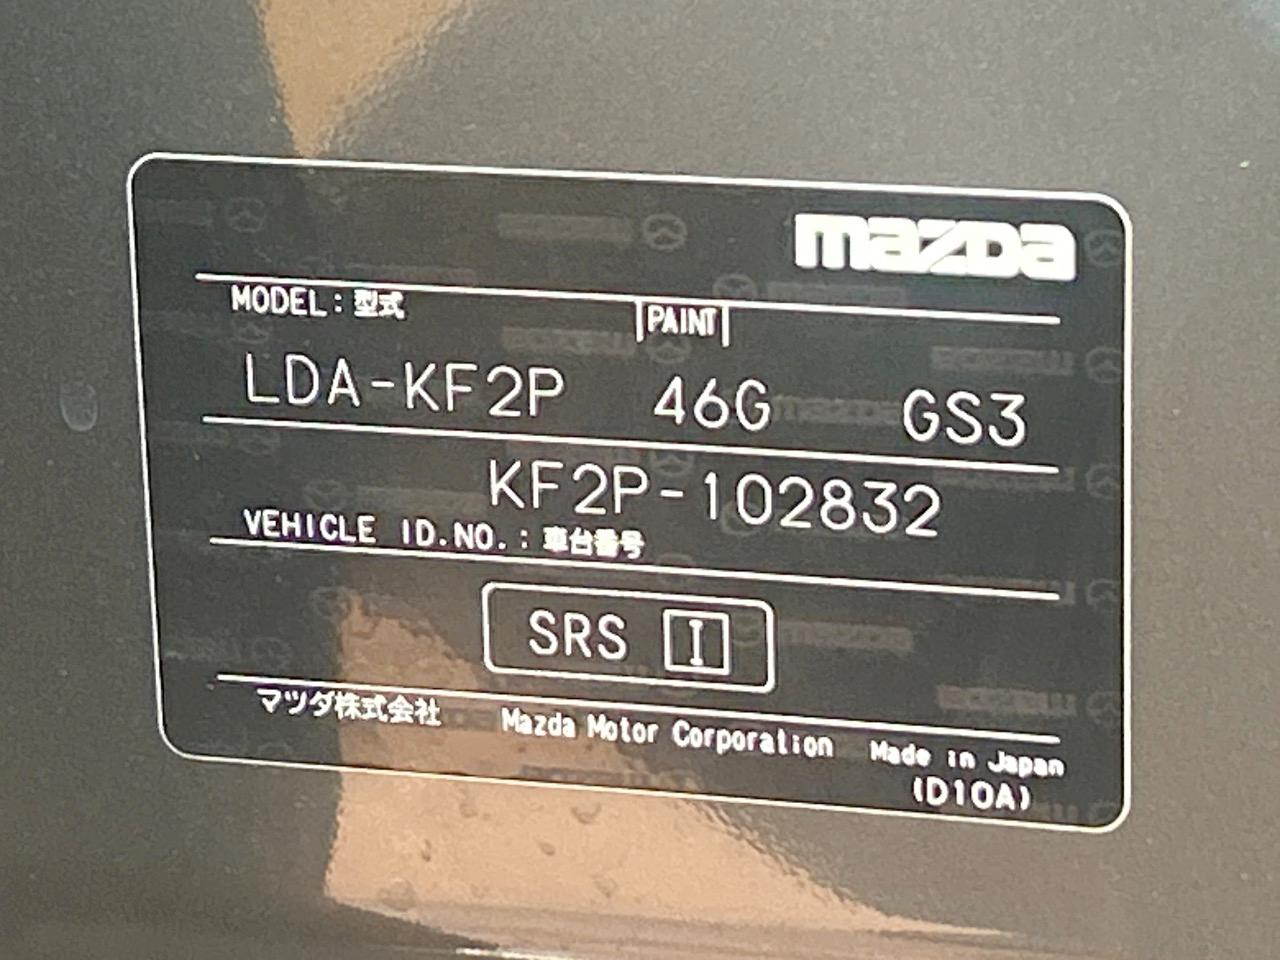 mazda
MODEL: 型式 PAINT
LDA-KF2P 46G GS3
KF2P-102832
VEHICLE ID.NO.: 車台番号
SRS I
マツダ株式会社 Mazda Motor Corporation Made in Japan
(D10A)